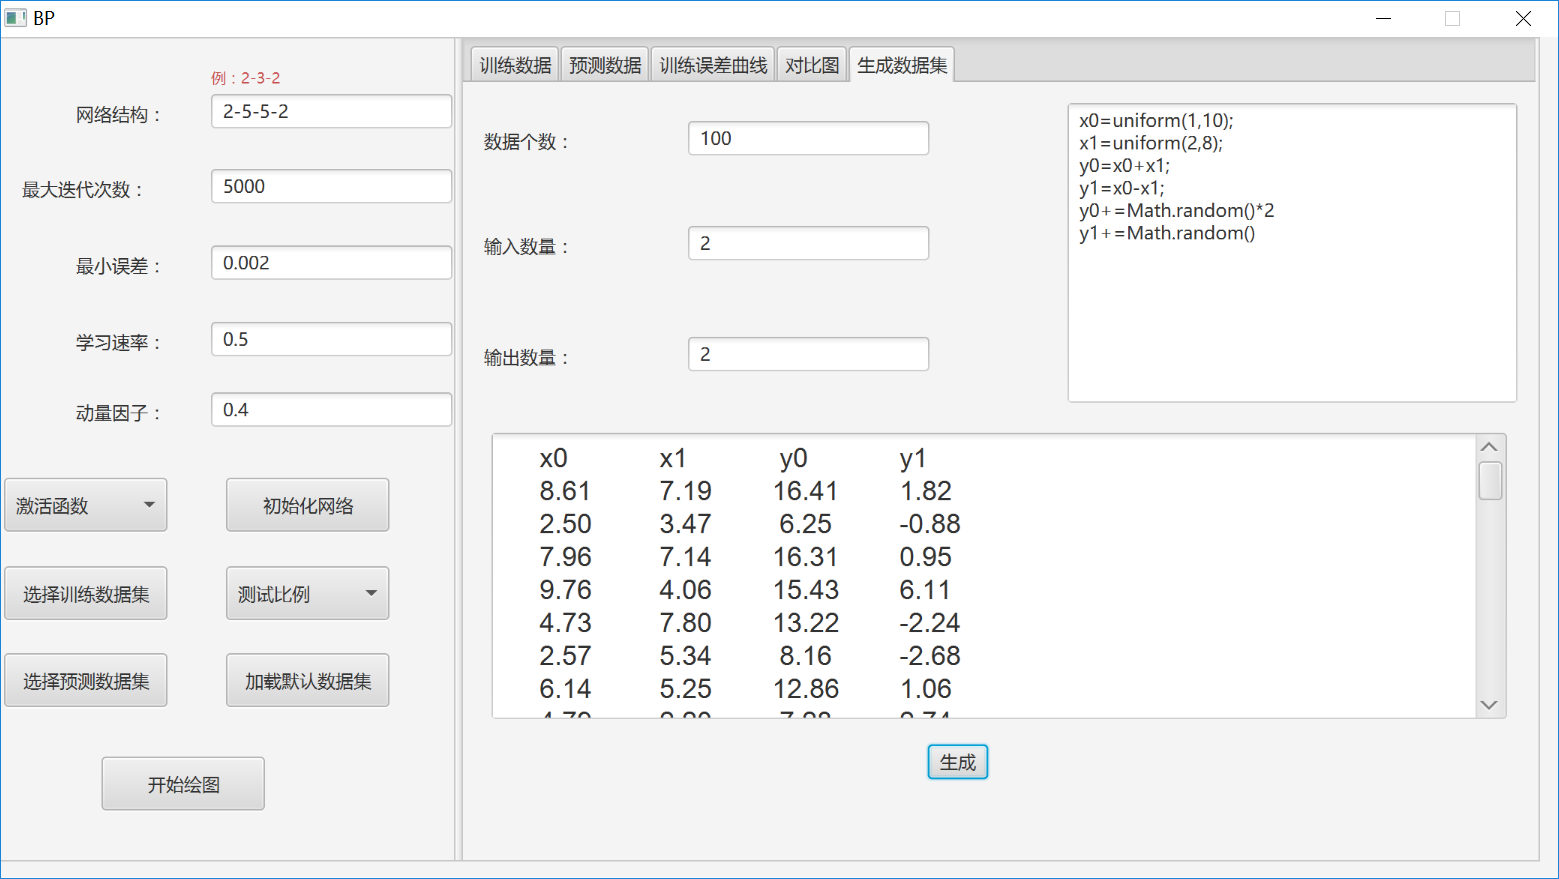 BP
例：2-3-2
网络结构：
2-5-5-2
最大迭代次数：
5000
最小误差：
0.002
学习速率：
0.5
动量因子：
0.4
激活函数
初始化网络
选择训练数据集
测试比例
选择预测数据集
加载默认数据集
开始绘图
训练数据 预测数据 训练误差曲线 对比图 生成数据集
数据个数：
100
输入数量：
2
输出数量：
2
x0=uniform(1,10);
x1=uniform(2,8);
y0=x0+x1;
y1=x0-x1;
y0+=Math.random()*2
y1+=Math.random()
x0 x1 y0 y1
8.61 7.19 16.41 1.82
2.50 3.47 6.25 -0.88
7.96 7.14 16.31 0.95
9.76 4.06 15.43 6.11
4.73 7.80 13.22 -2.24
2.57 5.34 8.16 -2.68
6.14 5.25 12.86 1.06
生成